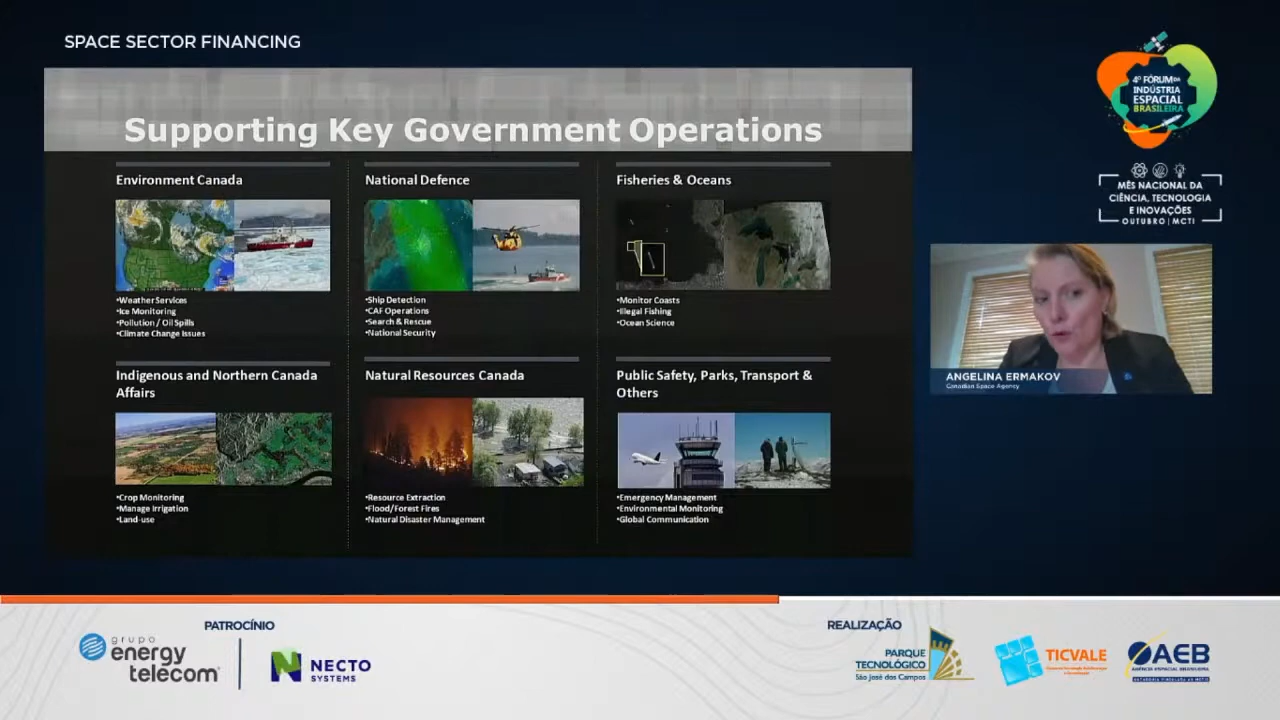 SPACE SECTOR FINANCING
Supporting Key Government Operations
Environment Canada
•Weather Services
•Ice Monitoring
•Pollution / Oil Spills
•Climate Change Issues
National Defence
•Ship Detection
•CAF Operations
•Search & Rescue
•National Security
Fisheries & Oceans
•Monitor Coasts
•Illegal Fishing
•Ocean Science
Indigenous and Northern Canada
Affairs
•Crop Monitoring
•Manage Irrigation
•Land-use
Natural Resources Canada
•Resource Extraction
•Flood/Forest Fires
•Natural Disaster Management
Public Safety, Parks, Transport &
Others
•Emergency Management
•Environmental Monitoring
•Global Communication
4º FÓRUM DA
INDÚSTRIA
ESPACIAL
BRASILEIRA
MÊS NACIONAL DA
CIÊNCIA, TECNOLOGIA
E INOVAÇÕES
OUTUBRO | MCTI
ANGELINA ERMAKOV
Canadian Space Agency
PATROCÍNIO
grupo
energy
telecom
NECTO
SYSTEMS
REALIZAÇÃO
PARQUE
TECNOLÓGICO
São José dos Campos
TICVALE
AEB
AGÊNCIA ESPACIAL BRASILEIRA